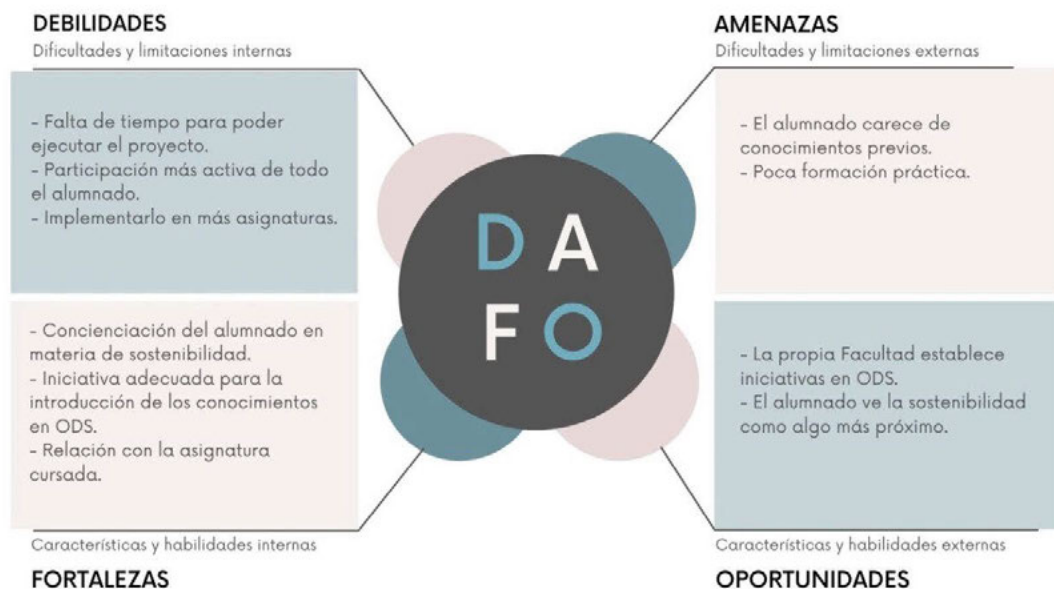 DEBILIDADES
Dificultades y limitaciones internas
- Falta de tiempo para poder
ejecutar el proyecto.
- Participación más activa de todo
el alumnado.
- Implementarlo en más asignaturas.
AMENAZAS
Dificultades y limitaciones externas
- El alumnado carece de
conocimientos previos.
- Poca formación práctica.
D A
F O
- Concienciación del alumnado en
materia de sostenibilidad.
- Iniciativa adecuada para la
introducción de los conocimientos
en ODS.
- Relación con la asignatura
cursada.
Características y habilidades internas
FORTALEZAS
- La propia Facultad establece
iniciativas en ODS.
- El alumnado ve la sostenibilidad
como algo más próximo.
Características y habilidades externas
OPORTUNIDADES